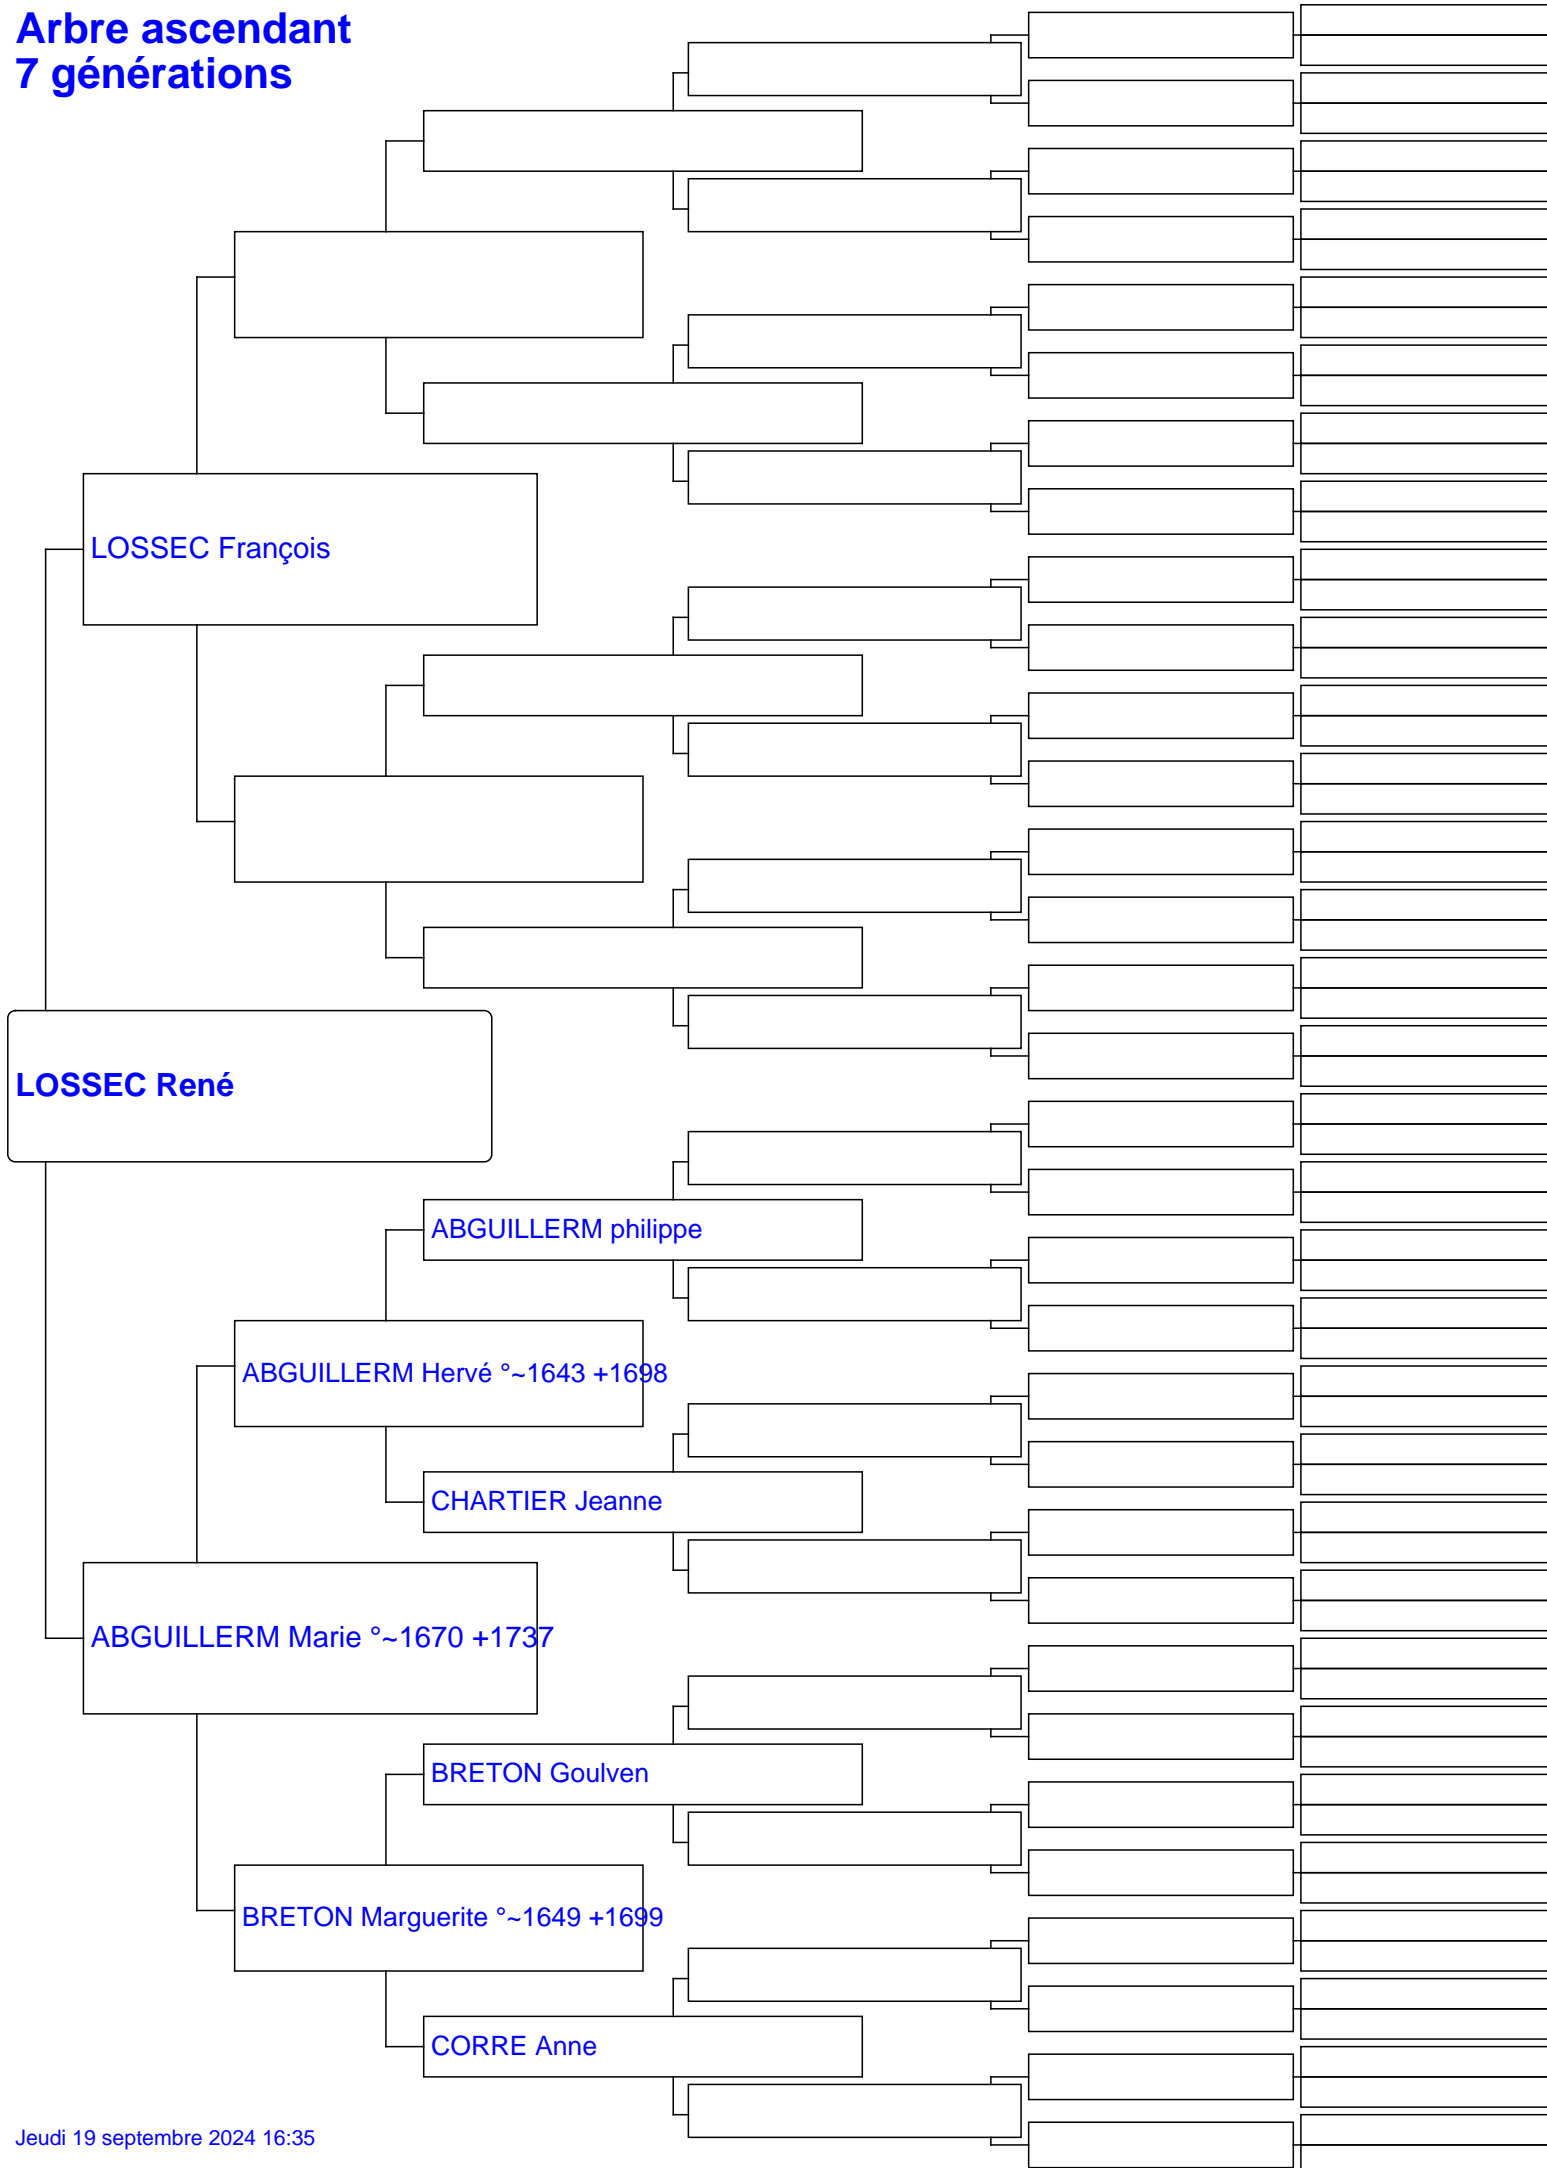 Arbre ascendant
7 générations
LOSSEC François
LOSSEC René
ABGUILLERM philippe
ABGUILLERM Hervé °~1643 +1698
CHARTIER Jeanne
ABGUILLERM Marie °~1670 +1737
BRETON Goulven
BRETON Marguerite °~1649 +1699
CORRE Anne
Jeudi 19 septembre 2024 16:35